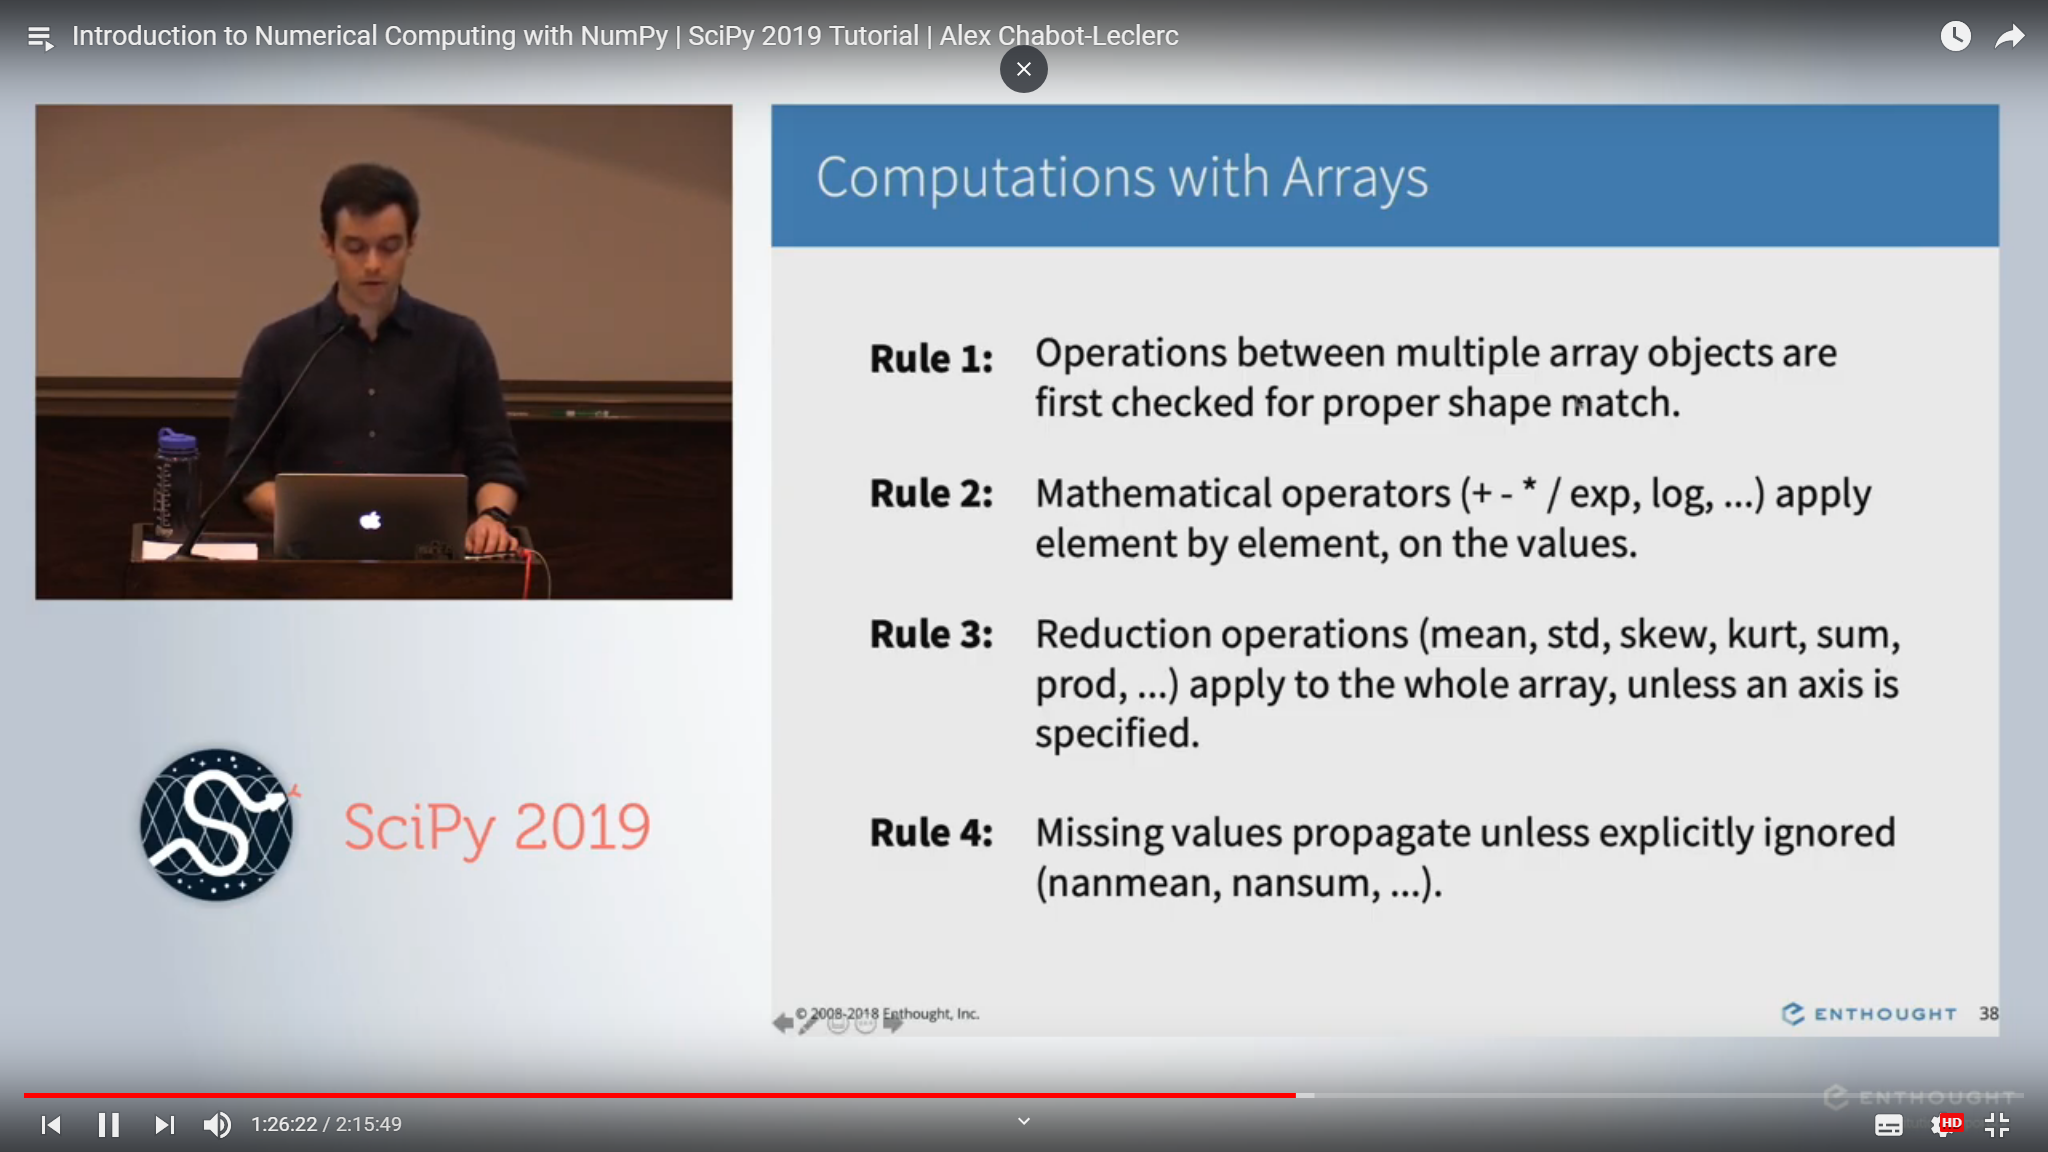 Introduction to Numerical Computing with NumPy | SciPy 2019 Tutorial | Alex Chabot-Leclerc
Computations with Arrays
Rule 1: Operations between multiple array objects are
first checked for proper shape match.
Rule 2: Mathematical operators (+ - * / exp, log, ...) apply
element by element, on the values.
Rule 3: Reduction operations (mean, std, skew, kurt, sum,
prod, ...) apply to the whole array, unless an axis is
specified.
Rule 4: Missing values propagate unless explicitly ignored
(nanmean, nansum, ...).
SciPy 2019
© 2008-2018 Enthought, Inc.
ENTHOUGHT 38
ENTHOUGHT
1:26:22 / 2:15:49
HD